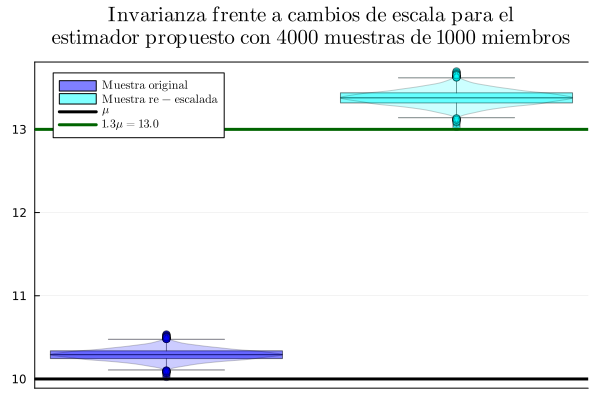 Invarianza frente a cambios de escala para el
estimador propuesto con 4000 muestras de 1000 miembros
Muestra original
Muestra re − escalada
μ
1.3μ = 13.0
13
12
11
10